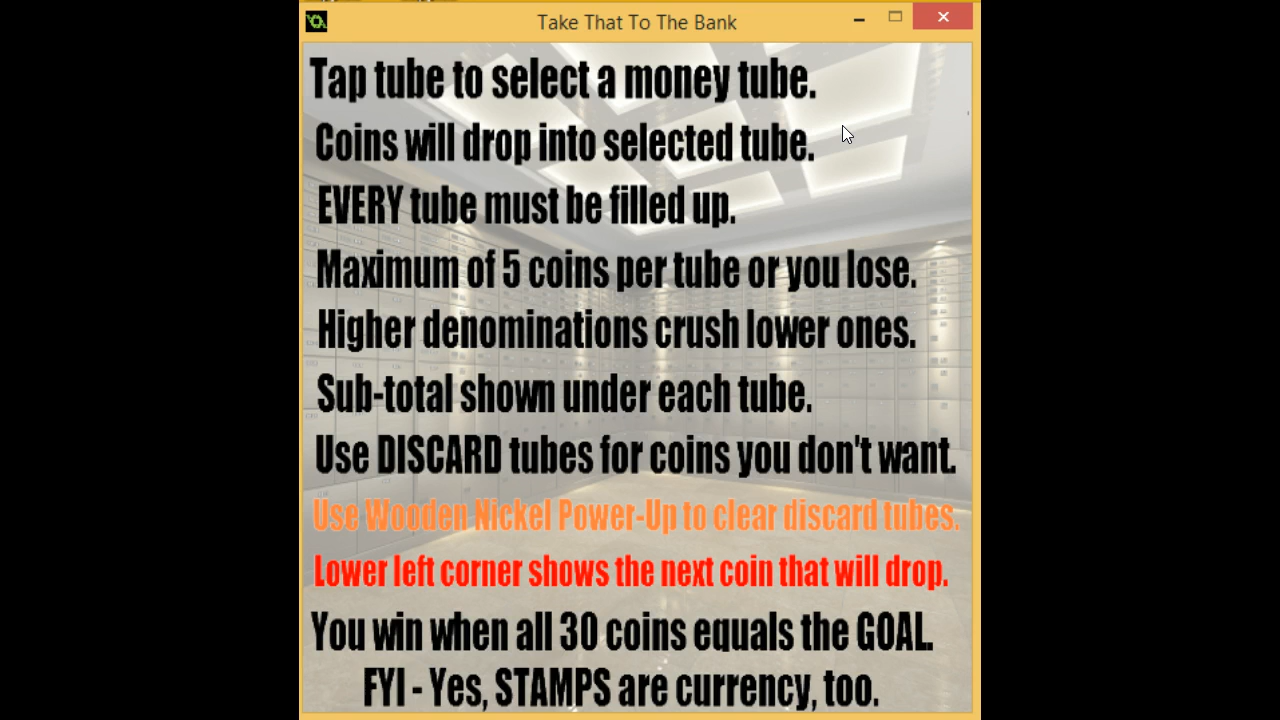 Take That To The Bank
Tap tube to select a money tube.
Coins will drop into selected tube.
EVERY tube must be filled up.
Maximum of 5 coins per tube or you lose.
Higher denominations crush lower ones.
Sub-total shown under each tube.
Use DISCARD tubes for coins you don't want.
Use Wooden Nickel Power-Up to clear discard tubes.
Lower left corner shows the next coin that will drop.
You win when all 30 coins equals the GOAL.
FYI - Yes, STAMPS are currency, too.